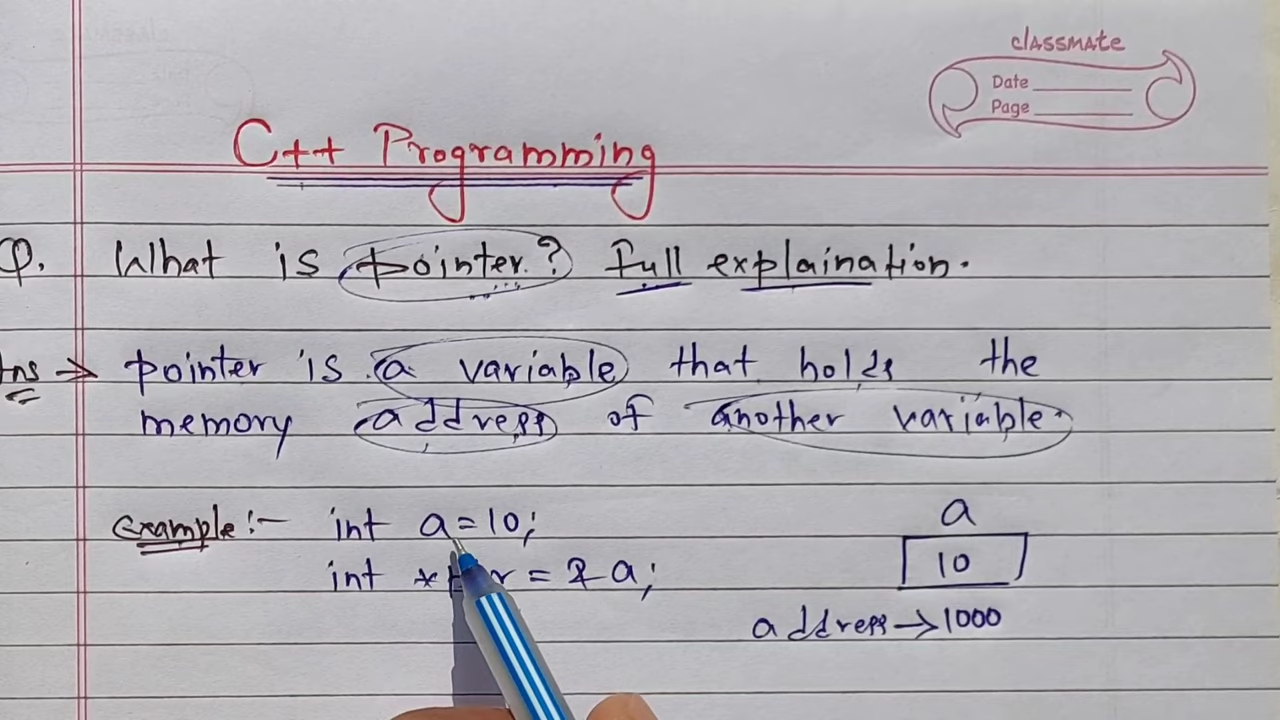 classmate
Date
Page
C++ Programming
Q. What is pointer? Full explaination.
Ans → pointer is a variable that holds the
memory address of another variable.
Example:- int a=10;
int = & a;
a
10
address→1000